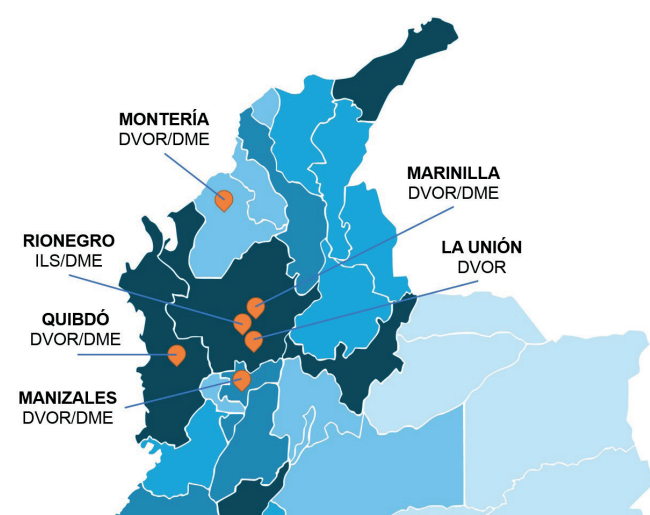 MONTERÍA
DVOR/DME
MARINILLA
DVOR/DME
RIONEGRO
ILS/DME
LA UNIÓN
DVOR
QUIBDÓ
DVOR/DME
MANIZALES
DVOR/DME